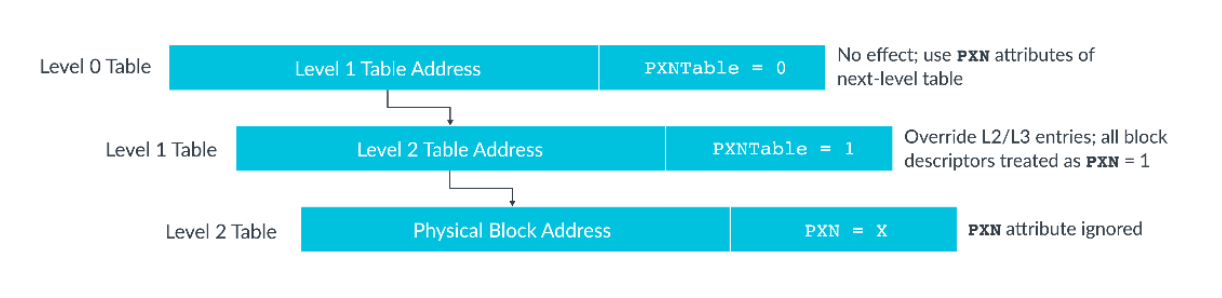 Level 0 Table
Level 1 Table Address
PXNTable = 0
No effect; use PXN attributes of
next-level table
Level 1 Table
Level 2 Table Address
PXNTable = 1
Override L2/L3 entries; all block
descriptors treated as PXN = 1
Level 2 Table
Physical Block Address
PXN = X
PXN attribute ignored